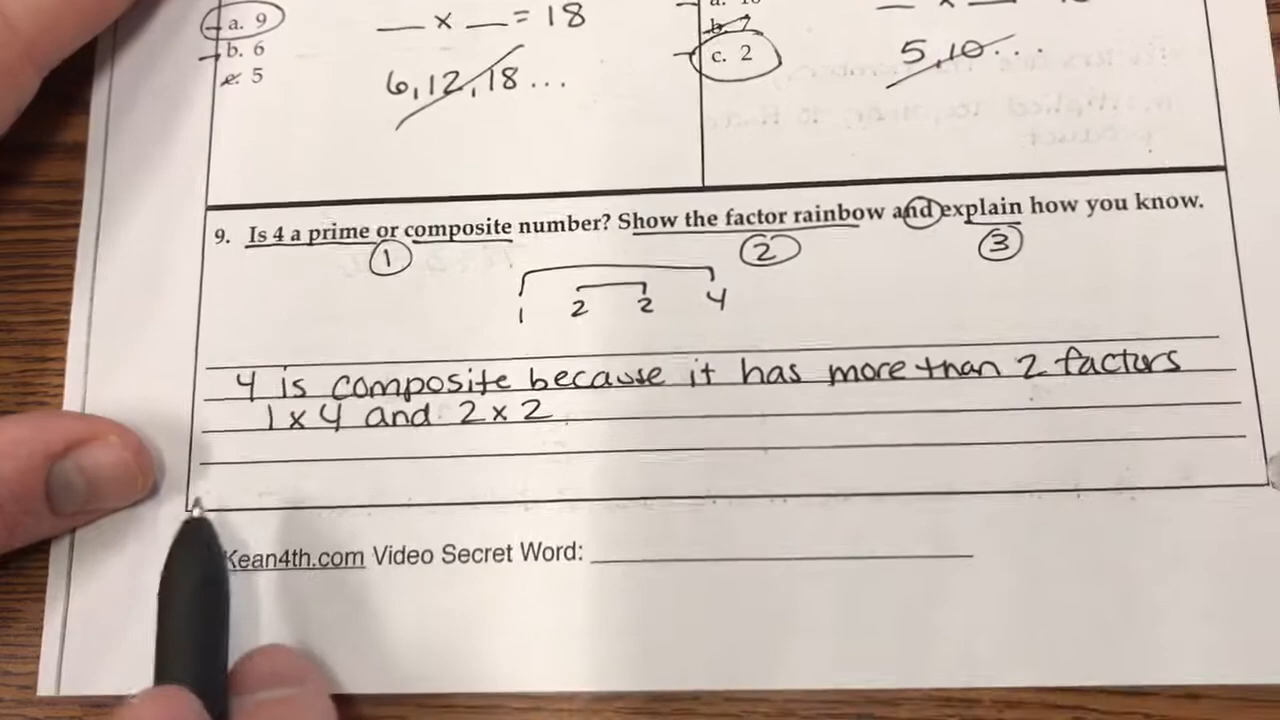 a. 9
__ × __ = 18
b. 6
c. 5
6, 12, 18 ...
b. 7
c. 2
5, 10 ...
9. Is 4 a prime or composite number? Show the factor rainbow and explain how you know.
1 2 3
1 2 2 4
4 is composite because it has more than 2 factors
1 x 4 and 2 x 2
Kean4th.com Video Secret Word: ____